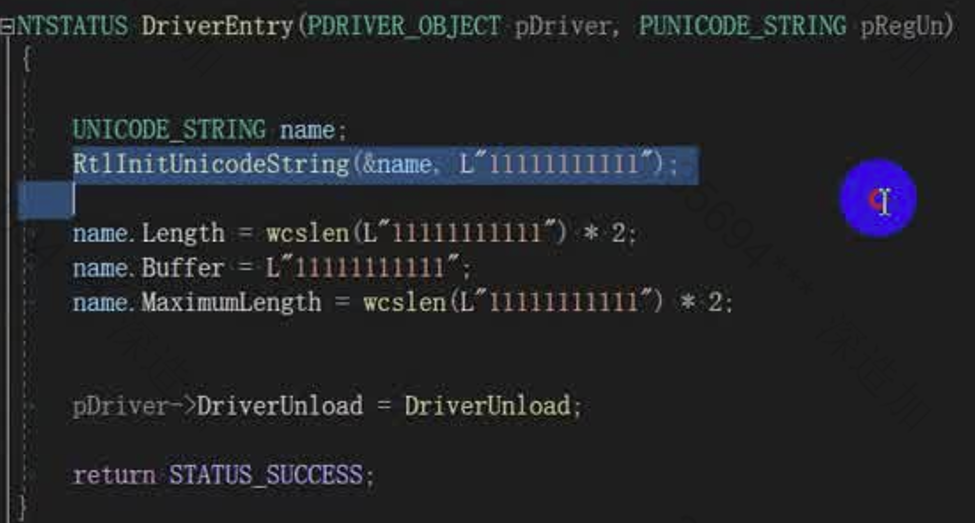 NTSTATUS DriverEntry(PDRIVER_OBJECT pDriver, PUNICODE_STRING pRegUn)
{
UNICODE_STRING name;
RtlInitUnicodeString(&name, L"11111111111");
name.Length = wcslen(L"11111111111") * 2;
name.Buffer = L"11111111111";
name.MaximumLength = wcslen(L"11111111111") * 2;
pDriver->DriverUnload = DriverUnload;
return STATUS_SUCCESS;
}